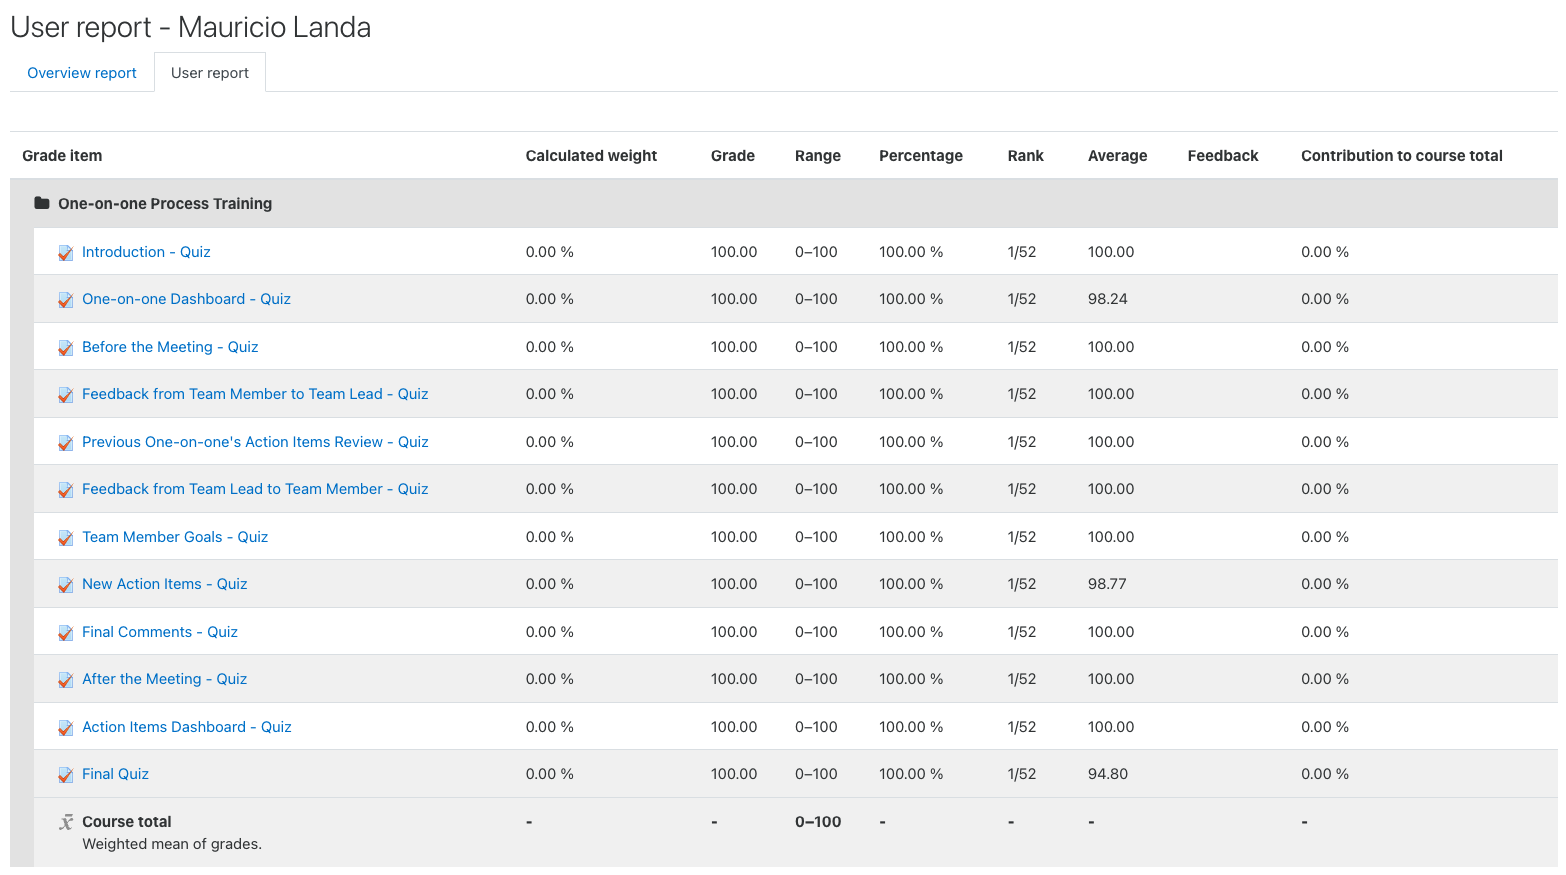 User report - Mauricio Landa
Overview report User report
Grade item Calculated weight Grade Range Percentage Rank Average Feedback Contribution to course total
One-on-one Process Training
Introduction - Quiz 0.00 % 100.00 0–100 100.00 % 1/52 100.00 0.00 %
One-on-one Dashboard - Quiz 0.00 % 100.00 0–100 100.00 % 1/52 98.24 0.00 %
Before the Meeting - Quiz 0.00 % 100.00 0–100 100.00 % 1/52 100.00 0.00 %
Feedback from Team Member to Team Lead - Quiz 0.00 % 100.00 0–100 100.00 % 1/52 100.00 0.00 %
Previous One-on-one's Action Items Review - Quiz 0.00 % 100.00 0–100 100.00 % 1/52 100.00 0.00 %
Feedback from Team Lead to Team Member - Quiz 0.00 % 100.00 0–100 100.00 % 1/52 100.00 0.00 %
Team Member Goals - Quiz 0.00 % 100.00 0–100 100.00 % 1/52 100.00 0.00 %
New Action Items - Quiz 0.00 % 100.00 0–100 100.00 % 1/52 98.77 0.00 %
Final Comments - Quiz 0.00 % 100.00 0–100 100.00 % 1/52 100.00 0.00 %
After the Meeting - Quiz 0.00 % 100.00 0–100 100.00 % 1/52 100.00 0.00 %
Action Items Dashboard - Quiz 0.00 % 100.00 0–100 100.00 % 1/52 100.00 0.00 %
Final Quiz 0.00 % 100.00 0–100 100.00 % 1/52 94.80 0.00 %
x̄ Course total - - 0–100 - - - -
Weighted mean of grades.